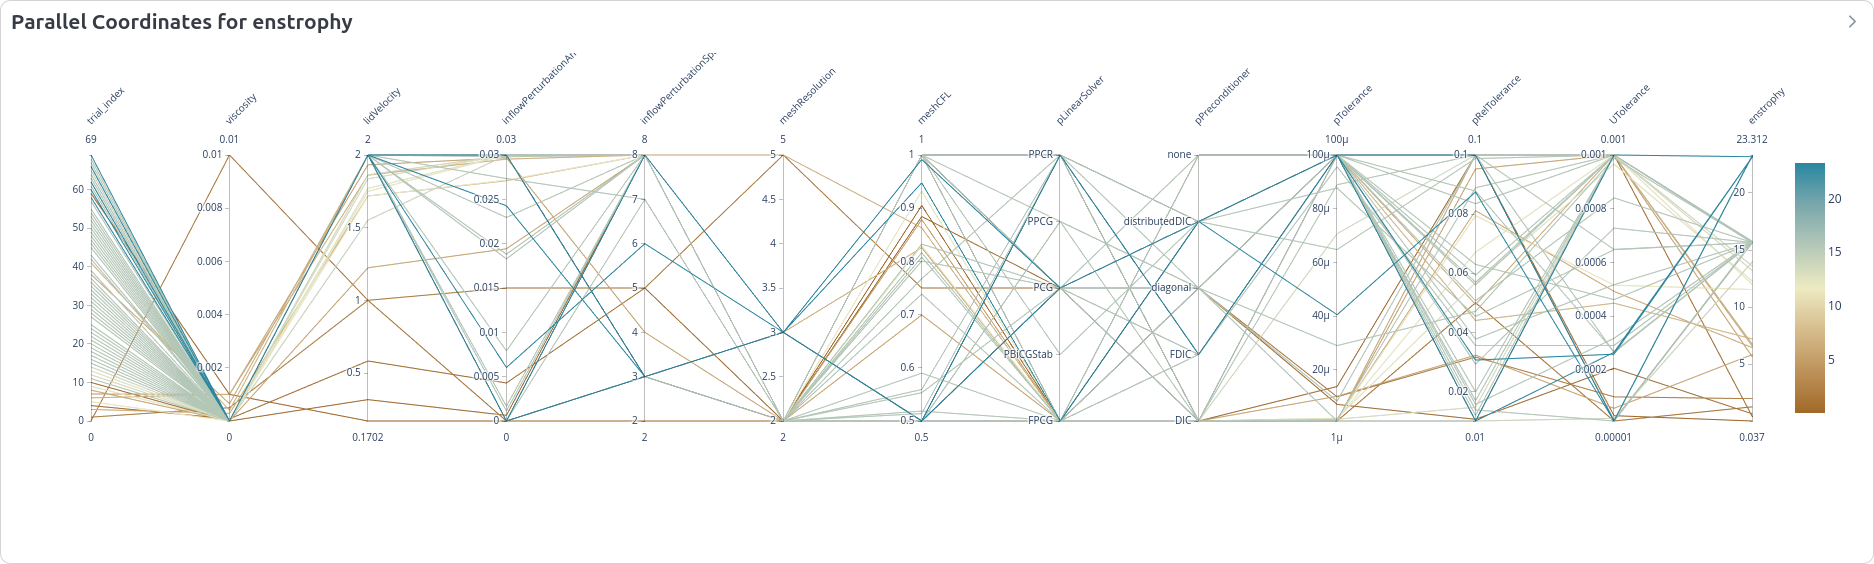 Parallel Coordinates for enstrophy
trial_index
viscosity
lidVelocity
inflowPerturbationAm
inflowPerturbationSp
meshResolution
meshCFL
pLinearSolver
pPreconditioner
pTolerance
pRelTolerance
UTolerance
enstrophy
69
0.01
2
0.03
8
5
1
100µ
0.1
0.001
23.312
60
50
40
30
20
10
0
0.01
0.008
0.006
0.004
0.002
0
2
1.5
1
0.5
0.03
0.025
0.02
0.015
0.01
0.005
0
8
7
6
5
4
3
2
5
4.5
4
3.5
3
2.5
2
1
0.9
0.8
0.7
0.6
0.5
PPCR
PPCG
PCG
PBiCGStab
FPCG
none
distributedDIC
diagonal
FDIC
DIC
100µ
80µ
60µ
40µ
20µ
0.1
0.08
0.06
0.04
0.02
0.001
0.0008
0.0006
0.0004
0.0002
20
15
10
5
20
15
10
5
0
0
0.1702
0
2
2
0.5
1µ
0.01
0.00001
0.037